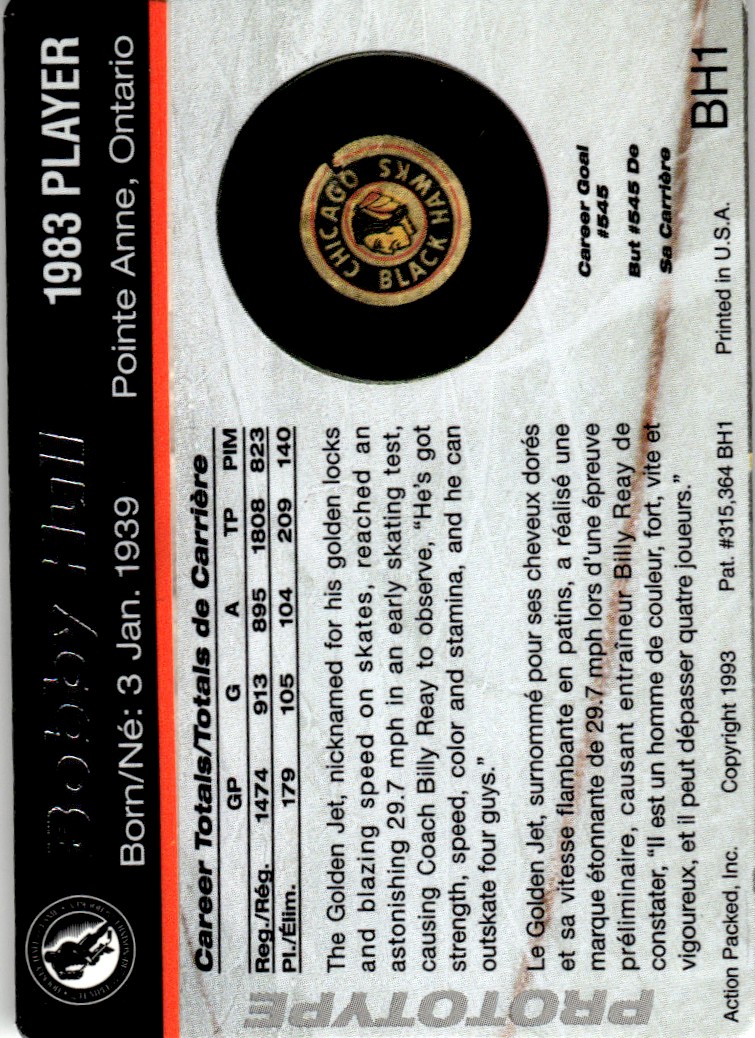 Bobby Hull
1983 PLAYER
Born/Né: 3 Jan. 1939
Pointe Anne, Ontario
Career Totals/Totals de Carrière
GP G A TP PIM
Reg./Rég. 1474 913 895 1808 823
Pl./Élim. 179 105 104 209 140
The Golden Jet, nicknamed for his golden locks
and blazing speed on skates, reached an
astonishing 29.7 mph in an early skating test,
causing Coach Billy Reay to observe, "He's got
strength, speed, color and stamina, and he can
outskate four guys."
Le Golden Jet, surnommé pour ses cheveux dorés
et sa vitesse flambante en patins, a réalisé une
marque étonnante de 29.7 mph lors d'une épreuve
préliminaire, causant entraîneur Billy Reay de
constater, "Il est un homme de couleur, fort, vite et
vigoureux, et il peut dépasser quatre joueurs."
CHICAGO
BLACK HAWKS
Career Goal
#545
But #545 De
Sa Carrière
PROTOTYPE
Action Packed, Inc. Copyright 1993 Pat. #315,364 BH1 Printed in U.S.A.
BH1